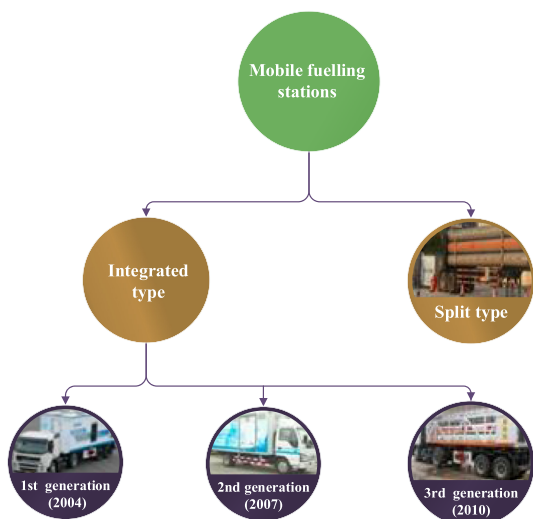 Mobile fuelling
stations
Integrated
type
Split type
1st generation
(2004)
2nd generation
(2007)
3rd generation
(2010)